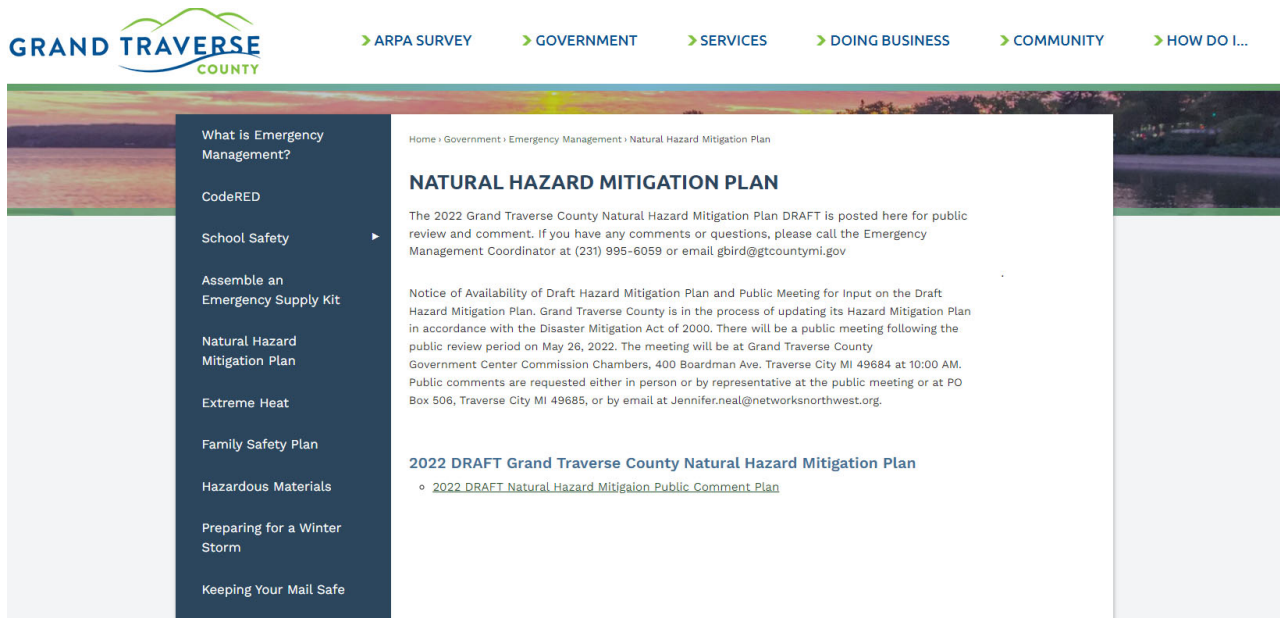 GRAND TRAVERSE
COUNTY
ARPA SURVEY
GOVERNMENT
SERVICES
DOING BUSINESS
COMMUNITY
HOW DO I...
What is Emergency
Management?
CodeRED
School Safety
Assemble an
Emergency Supply Kit
Natural Hazard
Mitigation Plan
Extreme Heat
Family Safety Plan
Hazardous Materials
Preparing for a Winter
Storm
Keeping Your Mail Safe
Home › Government › Emergency Management › Natural Hazard Mitigation Plan
NATURAL HAZARD MITIGATION PLAN
The 2022 Grand Traverse County Natural Hazard Mitigation Plan DRAFT is posted here for public
review and comment. If you have any comments or questions, please call the Emergency
Management Coordinator at (231) 995-6059 or email gbird@gtcountymi.gov
Notice of Availability of Draft Hazard Mitigation Plan and Public Meeting for Input on the Draft
Hazard Mitigation Plan. Grand Traverse County is in the process of updating its Hazard Mitigation Plan
in accordance with the Disaster Mitigation Act of 2000. There will be a public meeting following the
public review period on May 26, 2022. The meeting will be at Grand Traverse County
Government Center Commission Chambers, 400 Boardman Ave. Traverse City MI 49684 at 10:00 AM.
Public comments are requested either in person or by representative at the public meeting or at PO
Box 506, Traverse City MI 49685, or by email at Jennifer.neal@networksnorthwest.org.
2022 DRAFT Grand Traverse County Natural Hazard Mitigation Plan
2022 DRAFT Natural Hazard Mitigaion Public Comment Plan